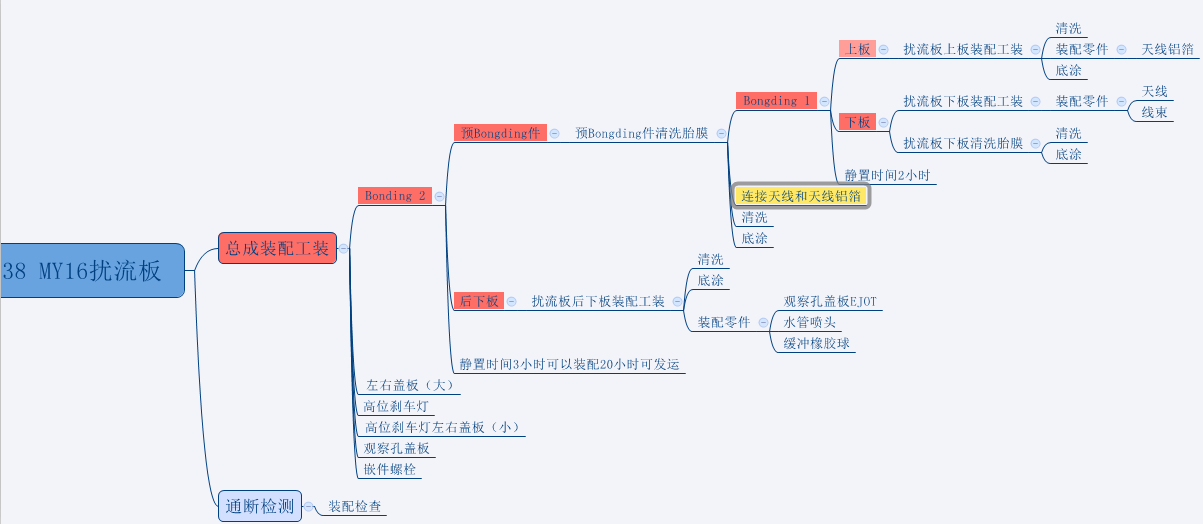 38 MY16扰流板
总成装配工装
Bonding 2
预Bongding件
预Bongding件清洗胎膜
Bongding 1
上板
扰流板上板装配工装
清洗
装配零件
天线铝箔
底涂
下板
扰流板下板装配工装
装配零件
天线
线束
扰流板下板清洗胎膜
清洗
底涂
静置时间2小时
连接天线和天线铝箔
清洗
底涂
后下板
扰流板后下板装配工装
清洗
底涂
装配零件
观察孔盖板EJOT
水管喷头
缓冲橡胶球
静置时间3小时可以装配20小时可发运
左右盖板（大）
高位刹车灯
高位刹车灯左右盖板（小）
观察孔盖板
嵌件螺栓
通断检测
装配检查